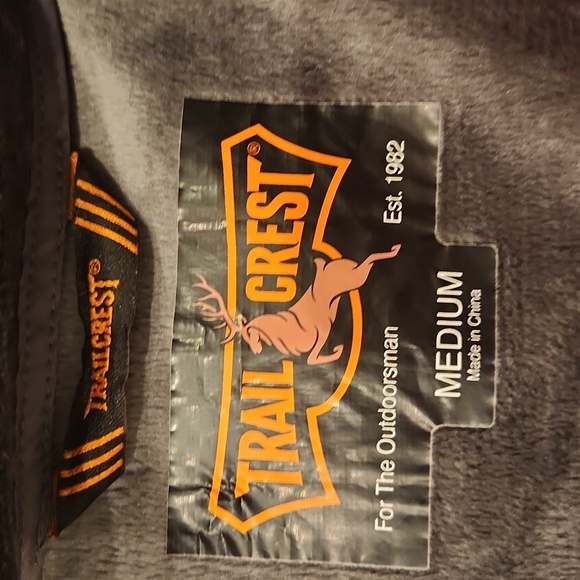 TRAILCREST®
TRAIL CREST®
For The Outdoorsman Est. 1982
MEDIUM
Made in China